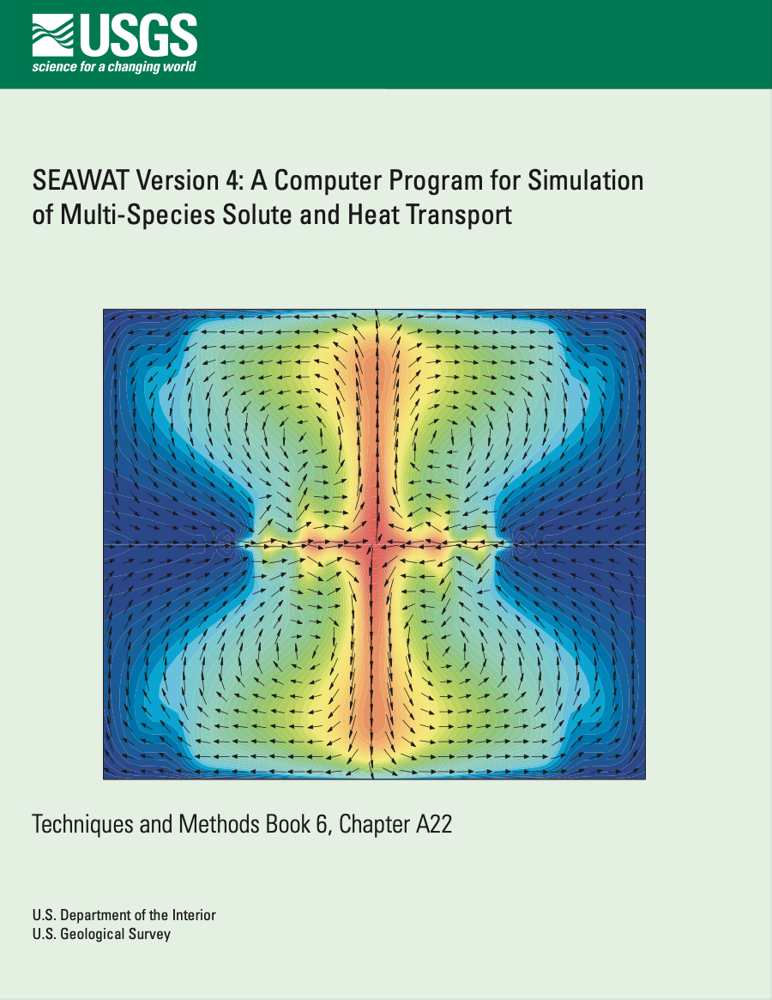 USGS
science for a changing world
SEAWAT Version 4: A Computer Program for Simulation
of Multi-Species Solute and Heat Transport
Techniques and Methods Book 6, Chapter A22
U.S. Department of the Interior
U.S. Geological Survey